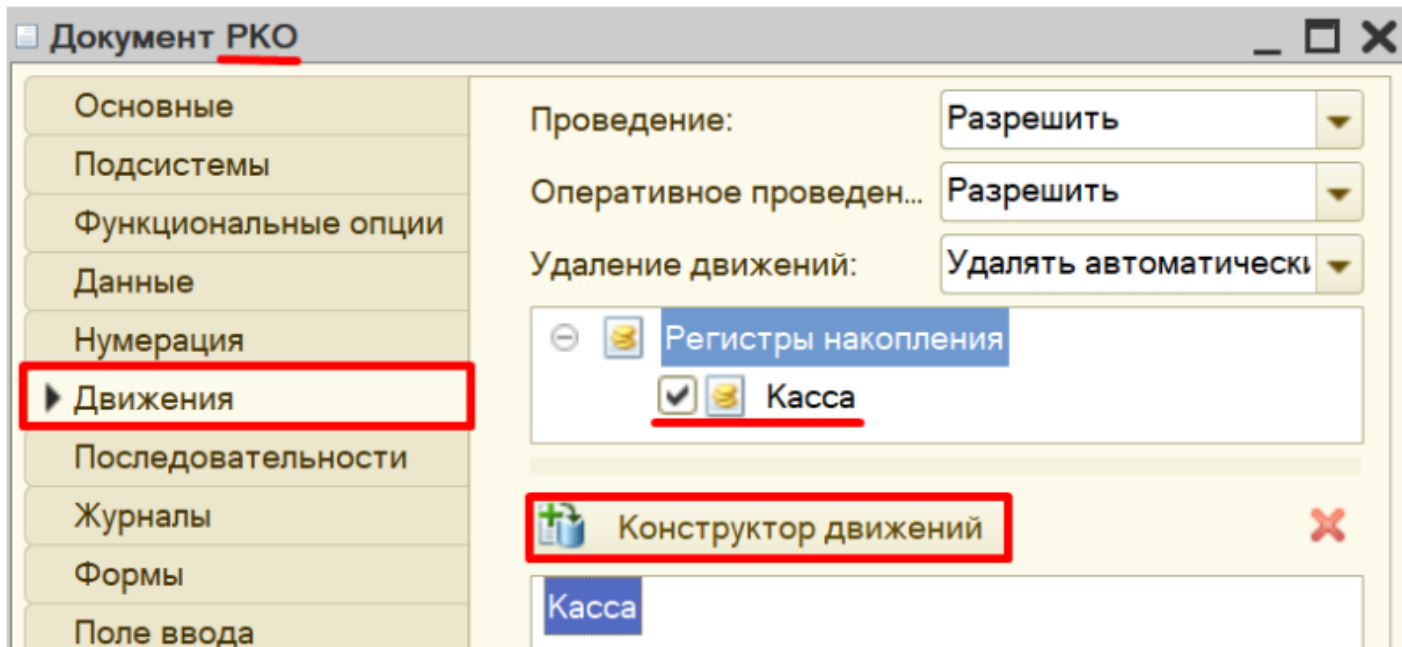 Документ РКО
Основные
Подсистемы
Функциональные опции
Данные
Нумерация
Движения
Последовательности
Журналы
Формы
Поле ввода
Проведение: Разрешить
Оперативное проведен... Разрешить
Удаление движений: Удалять автоматически
Регистры накопления
Касса
Конструктор движений
Касса